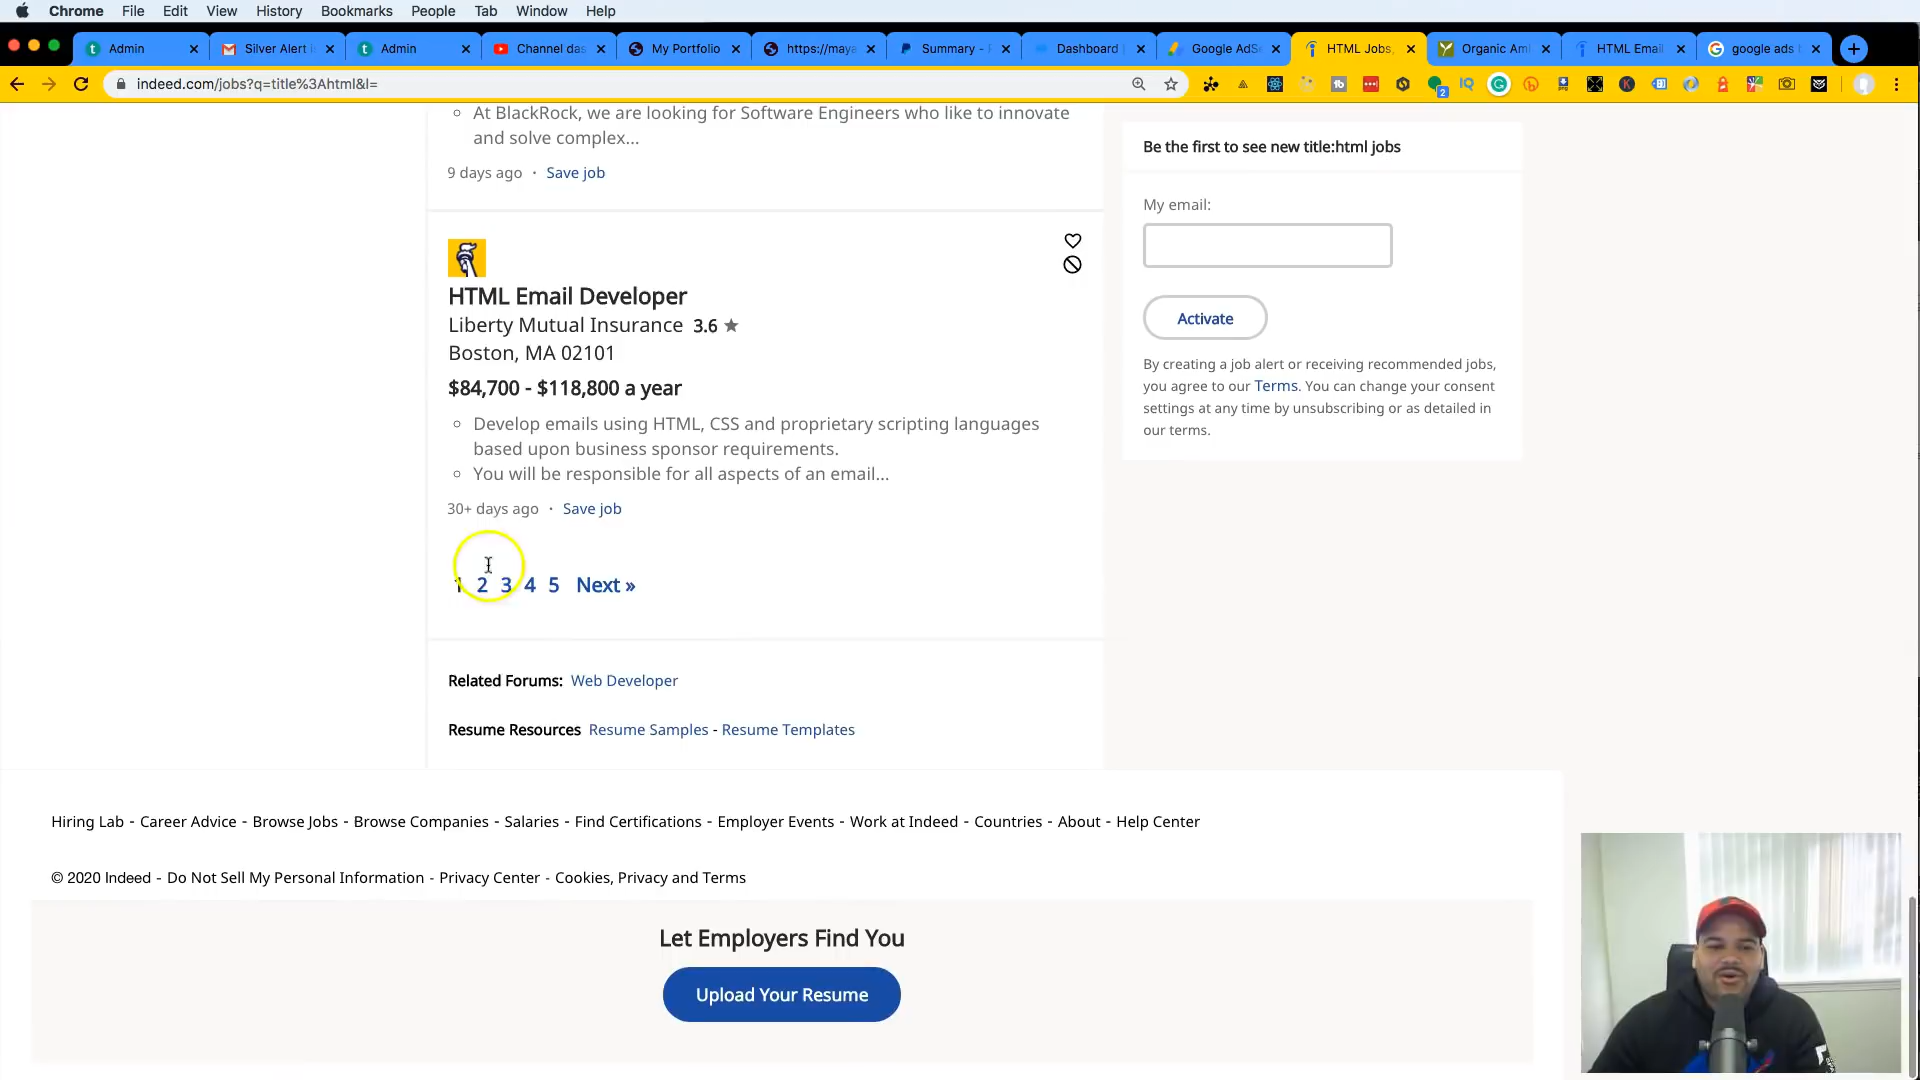 Chrome File Edit View History Bookmarks People Tab Window Help
Admin
Silver Alert i
Admin
Channel das
My Portfolio
https://maya
Summary -
Dashboard
Google AdSe
HTML Jobs,
Organic Aml
HTML Email
google ads
indeed.com/jobs?q=title%3Ahtml&l=
At BlackRock, we are looking for Software Engineers who like to innovate
and solve complex...
9 days ago · Save job
HTML Email Developer
Liberty Mutual Insurance 3.6
Boston, MA 02101
$84,700 - $118,800 a year
Develop emails using HTML, CSS and proprietary scripting languages
based upon business sponsor requirements.
You will be responsible for all aspects of an email...
30+ days ago · Save job
1 2 3 4 5 Next »
Related Forums: Web Developer
Resume Resources Resume Samples - Resume Templates
Be the first to see new title:html jobs
My email:
Activate
By creating a job alert or receiving recommended jobs,
you agree to our Terms. You can change your consent
settings at any time by unsubscribing or as detailed in
our terms.
Hiring Lab - Career Advice - Browse Jobs - Browse Companies - Salaries - Find Certifications - Employer Events - Work at Indeed - Countries - About - Help Center
© 2020 Indeed - Do Not Sell My Personal Information - Privacy Center - Cookies, Privacy and Terms
Let Employers Find You
Upload Your Resume